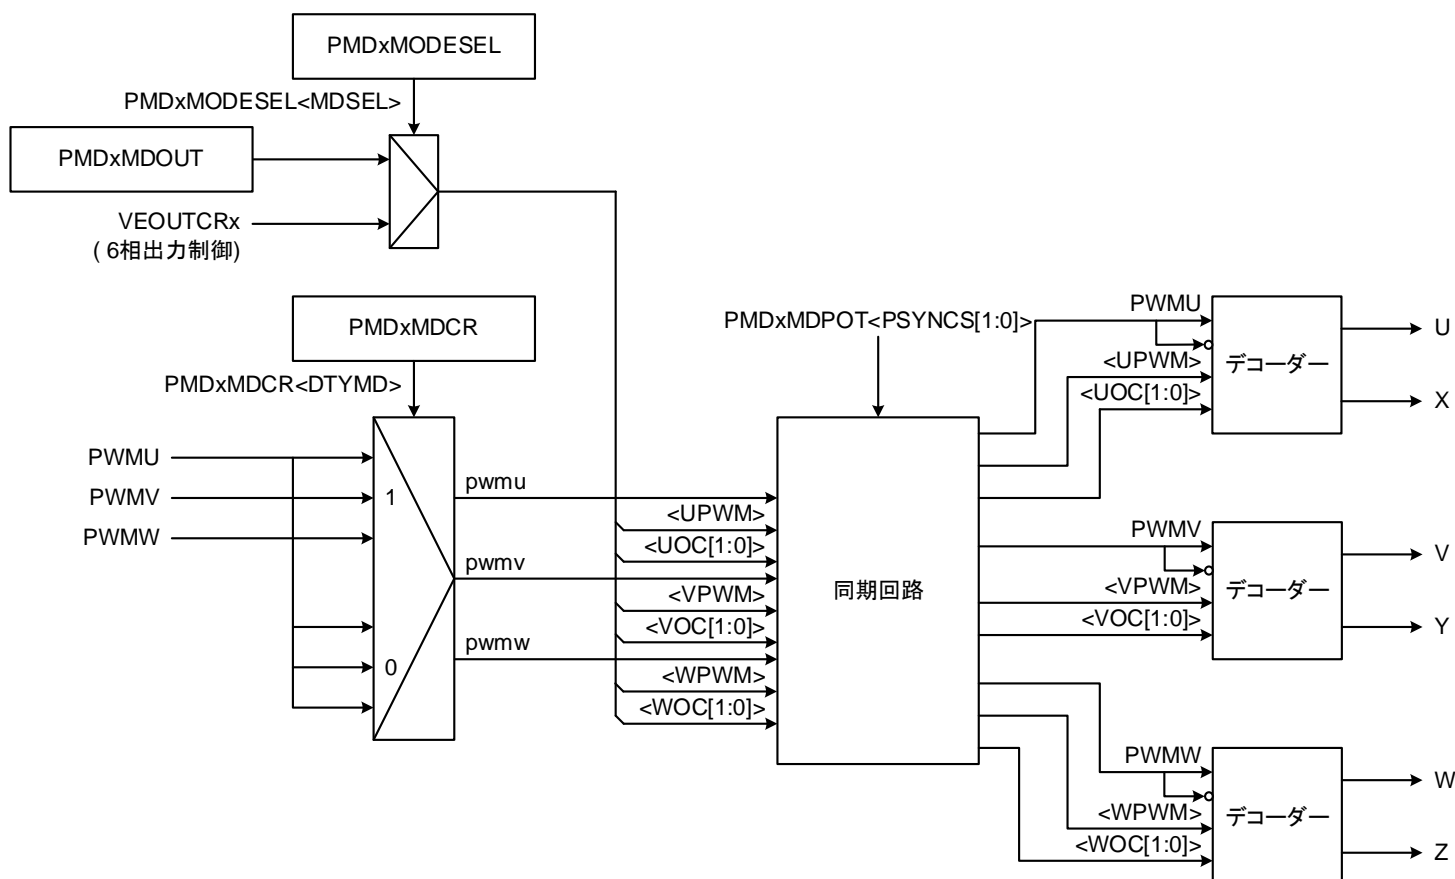 PMDxMODESEL
PMDxMODESEL<MDSEL>
PMDxMDOUT
VEOUTCRx
( 6相出力制御)
PMDxMDCR
PMDxMDCR<DTYMD>
PWMU
PWMV
PWMW
1
0
pwmu
<UPWM>
<UOC[1:0]>
pwmv
<VPWM>
<VOC[1:0]>
pwmw
<WPWM>
<WOC[1:0]>
PMDxMDPOT<PSYNCS[1:0]>
同期回路
PWMU
<UPWM>
<UOC[1:0]>
デコーダー
U
X
PWMV
<VPWM>
<VOC[1:0]>
デコーダー
V
Y
PWMW
<WPWM>
<WOC[1:0]>
デコーダー
W
Z